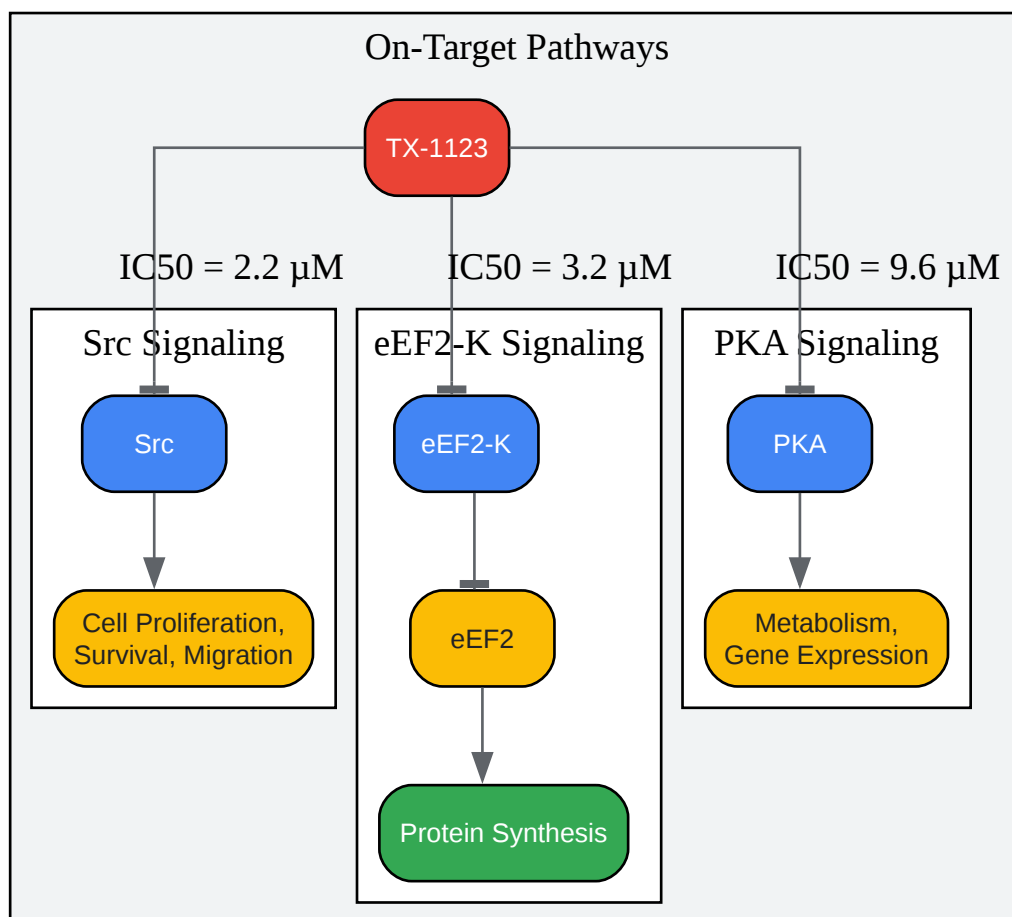 On-Target Pathways
TX-1123
IC50 = 2.2 µM
IC50 = 3.2 µM
IC50 = 9.6 µM
Src Signaling
eEF2-K Signaling
PKA Signaling
Src
eEF2-K
PKA
Cell Proliferation,
Survival, Migration
eEF2
Metabolism,
Gene Expression
Protein Synthesis